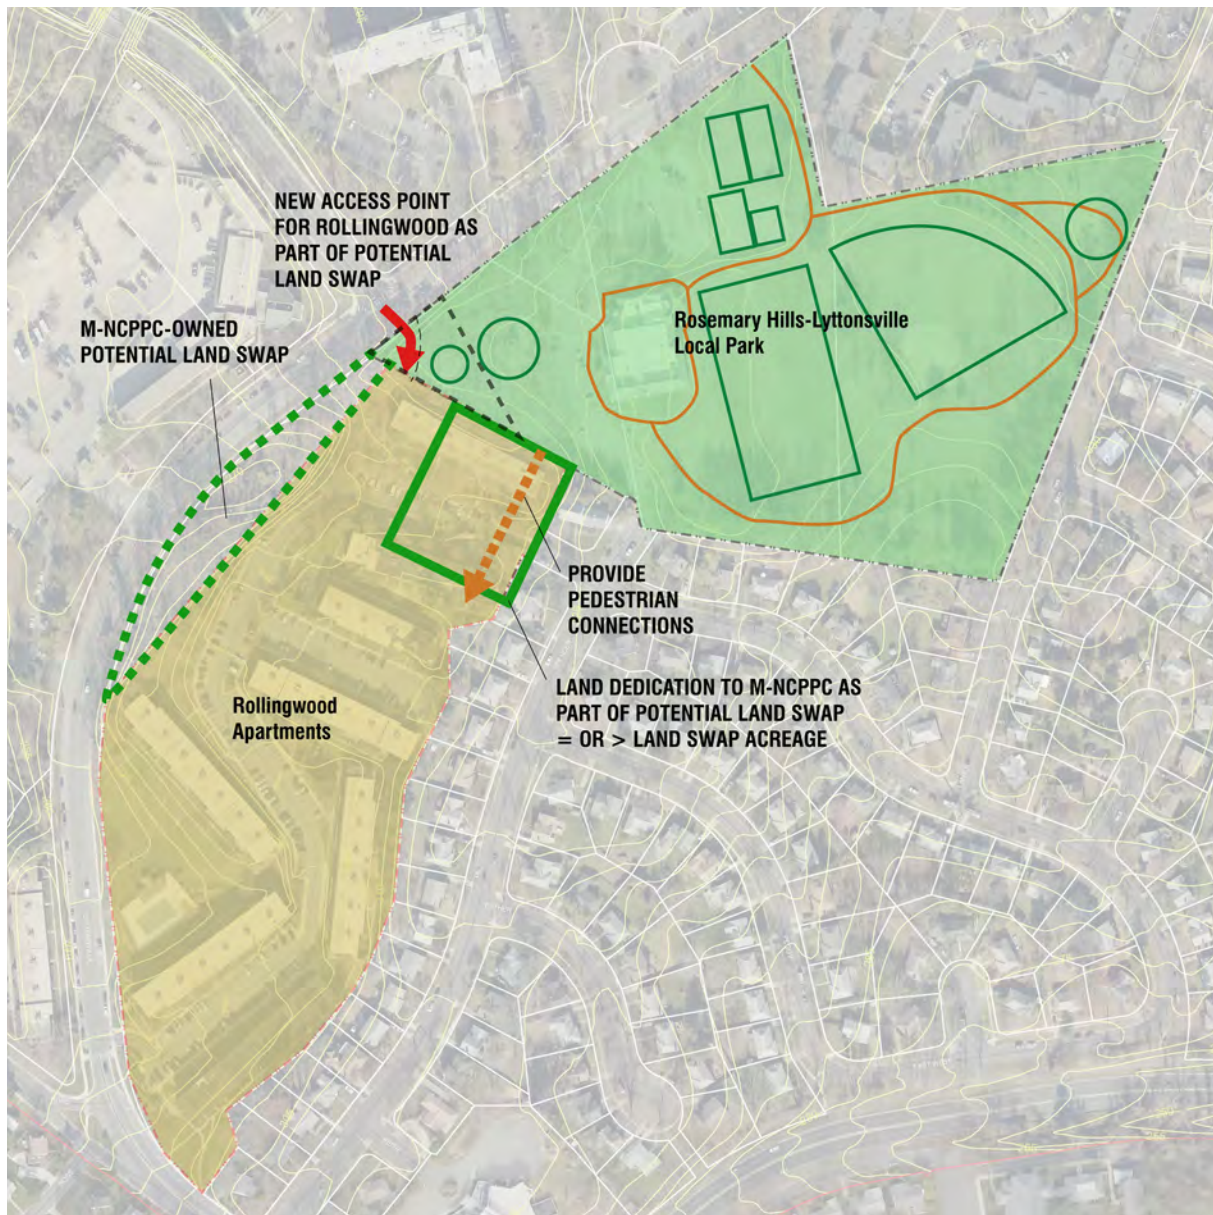 NEW ACCESS POINT
FOR ROLLINGWOOD AS
PART OF POTENTIAL
LAND SWAP
M-NCPPC-OWNED
POTENTIAL LAND SWAP
Rosemary Hills-Lyttonsville
Local Park
PROVIDE
PEDESTRIAN
CONNECTIONS
LAND DEDICATION TO M-NCPPC AS
PART OF POTENTIAL LAND SWAP
= OR > LAND SWAP ACREAGE
Rollingwood
Apartments